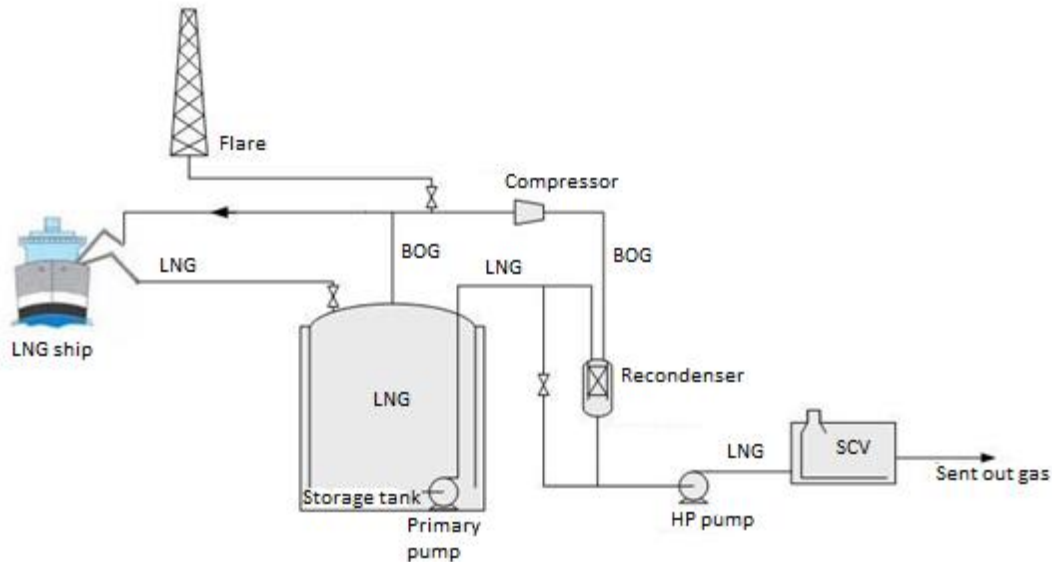 Flare
Compressor
BOG
LNG
BOG
LNG
LNG ship
Recondenser
LNG
LNG
SCV
Storage tank
Sent out gas
Primary
pump
HP pump